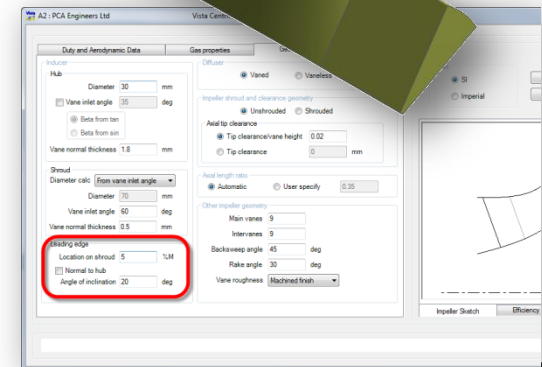 A2 : PCA Engineers Ltd Vista Centri
Duty and Aerodynamic Data Gas properties
Inducer
Hub
Diameter 30 mm
Vane inlet angle 35 deg
Beta from tan
Beta from sin
Vane normal thickness 1.8 mm
Shroud
Diameter calc From vane inlet angle
Diameter 70 mm
Vane inlet angle 60 deg
Vane normal thickness 0.5 mm
Leading edge
Location on shroud 5 %M
Normal to hub
Angle of inclination 20 deg
Diffuser
Vaned Vaneless
Impeller shroud and clearance geometry
Unshrouded Shrouded
Axial tip clearance
Tip clearance/vane height 0.02
Tip clearance 0 mm
Axial length ratio
Automatic User specify 0.35
Other impeller geometry
Main vanes 9
Intervanes 9
Backsweep angle 45 deg
Rake angle 30 deg
Vane roughness Machined finish
SI
Imperial
Impeller Sketch Efficiency